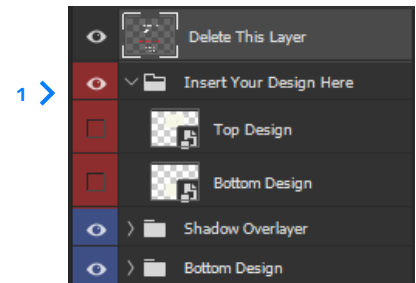 Delete This Layer
1
Insert Your Design Here
Top Design
Bottom Design
Shadow Overlayer
Bottom Design